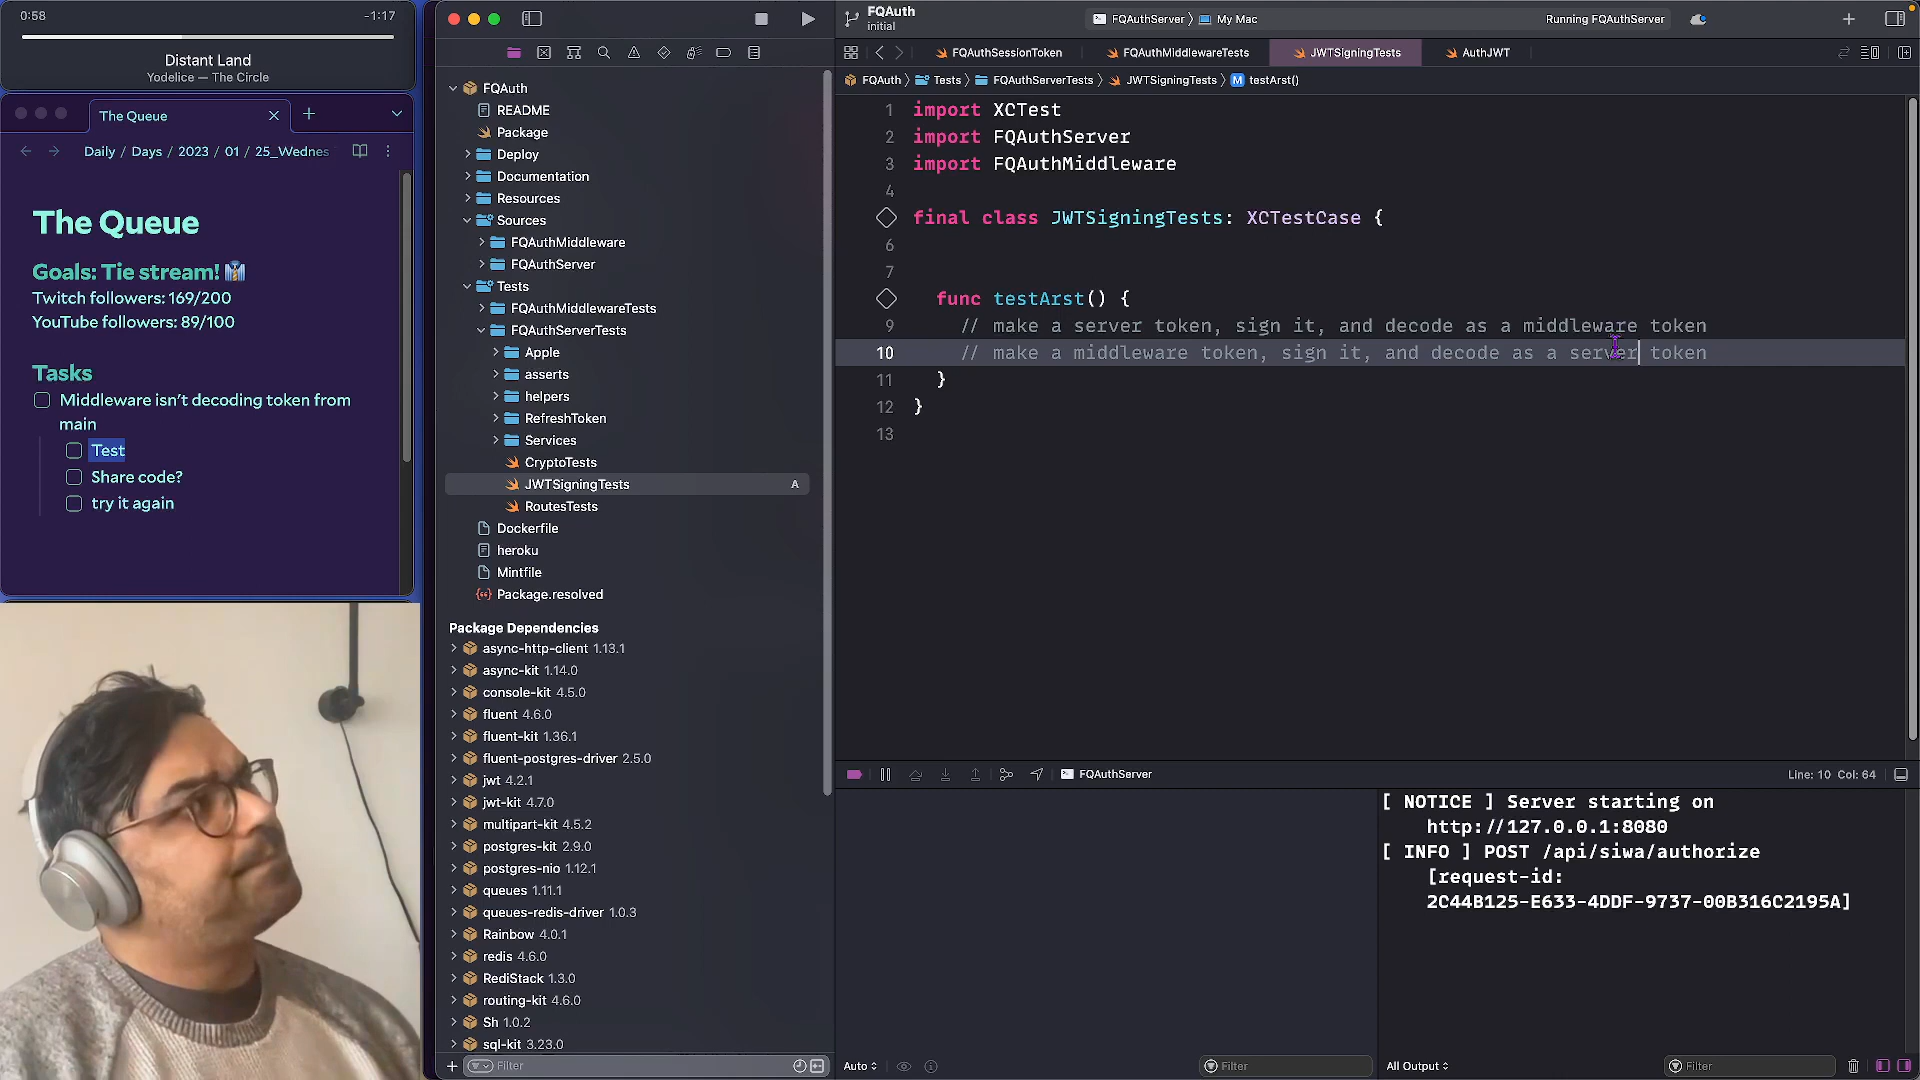 0:58
-1:17
Distant Land
Yodelice — The Circle
The Queue
Daily / Days / 2023 / 01 / 25_Wednes
The Queue
Goals: Tie stream!
Twitch followers: 169/200
YouTube followers: 89/100
Tasks
Middleware isn't decoding token from
main
Test
Share code?
try it again
FQAuth
README
Package
Deploy
Documentation
Resources
Sources
FQAuthMiddleware
FQAuthServer
Tests
FQAuthMiddlewareTests
FQAuthServerTests
Apple
asserts
helpers
RefreshToken
Services
CryptoTests
JWTSigningTests A
RoutesTests
Dockerfile
heroku
Mintfile
Package.resolved
Package Dependencies
async-http-client 1.13.1
async-kit 1.14.0
console-kit 4.5.0
fluent 4.6.0
fluent-kit 1.36.1
fluent-postgres-driver 2.5.0
jwt 4.2.1
jwt-kit 4.7.0
multipart-kit 4.5.2
postgres-kit 2.9.0
postgres-nio 1.12.1
queues 1.11.1
queues-redis-driver 1.0.3
Rainbow 4.0.1
redis 4.6.0
RediStack 1.3.0
routing-kit 4.6.0
Sh 1.0.2
sql-kit 3.23.0
Filter
FQAuth
initial
FQAuthServer My Mac
Running FQAuthServer
FQAuthSessionToken
FQAuthMiddlewareTests
JWTSigningTests
AuthJWT
FQAuth Tests FQAuthServerTests JWTSigningTests M testArst()
1 import XCTest
2 import FQAuthServer
3 import FQAuthMiddleware
4
final class JWTSigningTests: XCTestCase {
6
7
func testArst() {
9 // make a server token, sign it, and decode as a middleware token
10 // make a middleware token, sign it, and decode as a server token
11 }
12 }
13
FQAuthServer
Line: 10 Col: 64
[ NOTICE ] Server starting on
http://127.0.0.1:8080
[ INFO ] POST /api/siwa/authorize
[request-id:
2C44B125-E633-4DDF-9737-00B316C2195A]
Auto
Filter
All Output
Filter